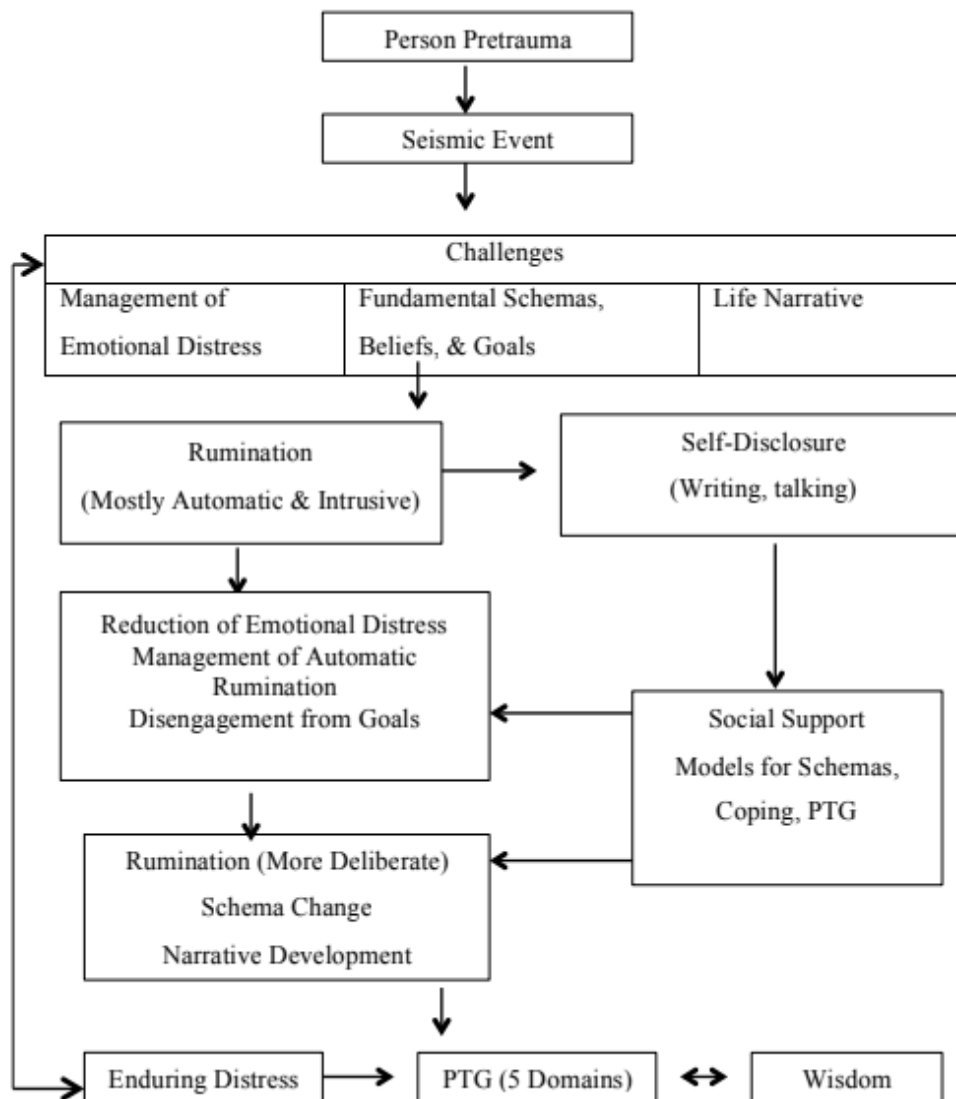 Person Pretrauma
Seismic Event
Challenges
Management of
Emotional Distress
Fundamental Schemas,
Beliefs, & Goals
Life Narrative
Rumination
(Mostly Automatic & Intrusive)
Self-Disclosure
(Writing, talking)
Reduction of Emotional Distress
Management of Automatic
Rumination
Disengagement from Goals
Social Support
Models for Schemas,
Coping, PTG
Rumination (More Deliberate)
Schema Change
Narrative Development
Enduring Distress
PTG (5 Domains)
Wisdom